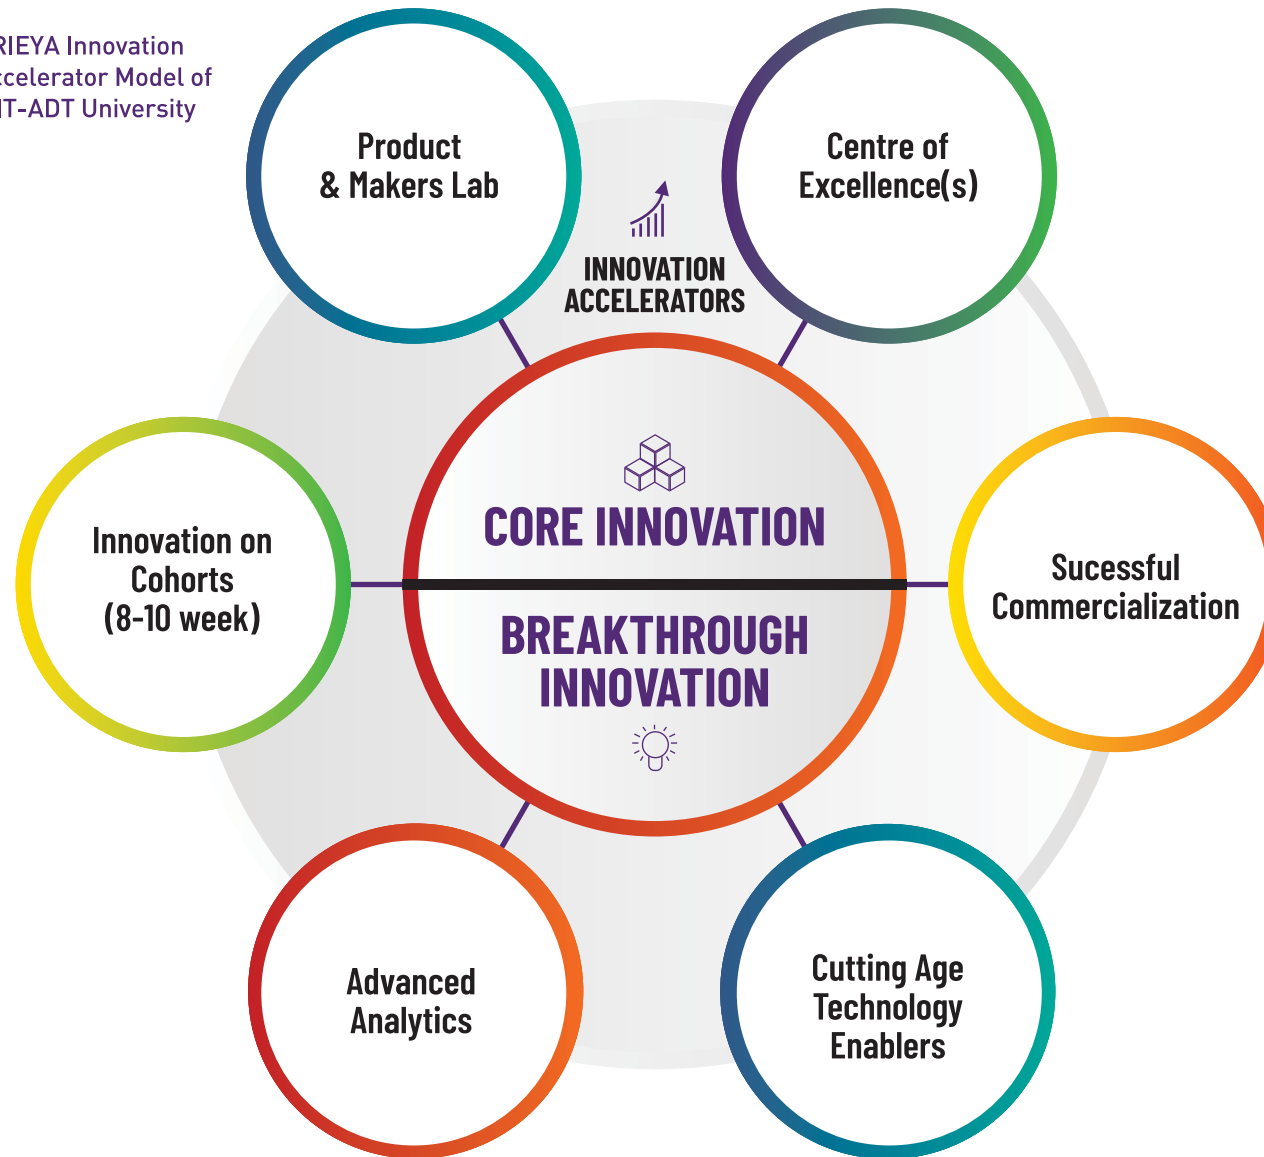 RIEYA Innovation
ccelerator Model of
IT-ADT University
Product
& Makers Lab
Centre of
Excellence(s)
INNOVATION
ACCELERATORS
Innovation on
Cohorts
(8-10 week)
CORE INNOVATION
BREAKTHROUGH
INNOVATION
Sucessful
Commercialization
Advanced
Analytics
Cutting Age
Technology
Enablers